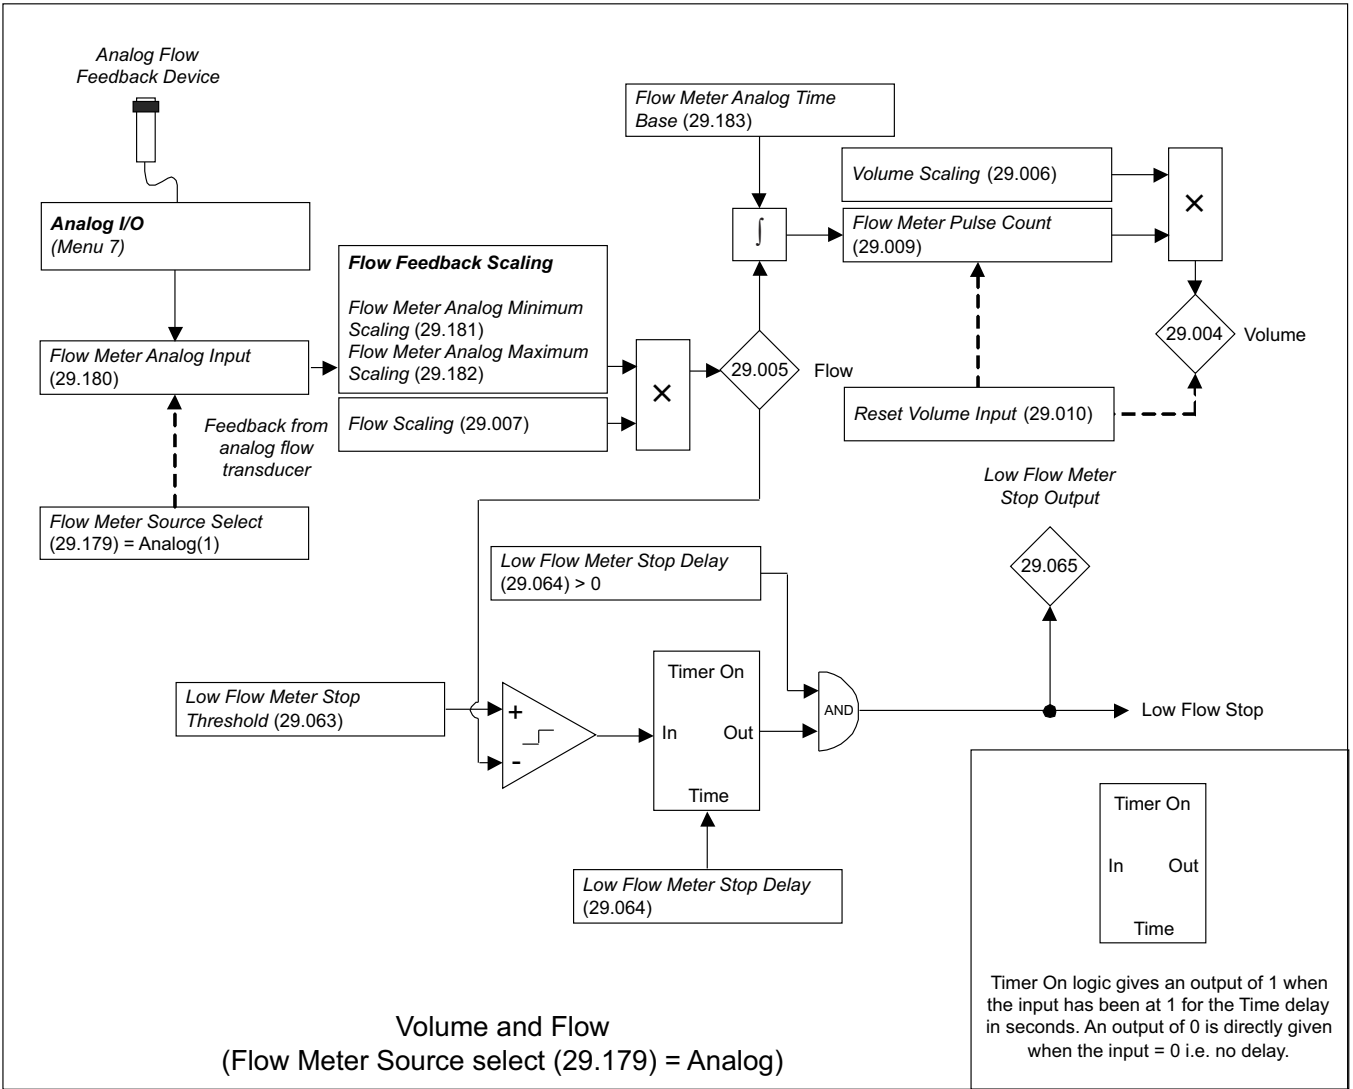 Analog Flow
Feedback Device
Analog I/O
(Menu 7)
Flow Meter Analog Input
(29.180)
Feedback from
analog flow
transducer
Flow Meter Source Select
(29.179) = Analog(1)
Flow Feedback Scaling
Flow Meter Analog Minimum
Scaling (29.181)
Flow Meter Analog Maximum
Scaling (29.182)
Flow Scaling (29.007)
×
29.005
Flow
Flow Meter Analog Time
Base (29.183)
∫
Volume Scaling (29.006)
Flow Meter Pulse Count
(29.009)
×
29.004
Volume
Reset Volume Input (29.010)
Low Flow Meter
Stop Output
29.065
Low Flow Meter Stop Delay
(29.064) > 0
Low Flow Meter Stop
Threshold (29.063)
+
-
Timer On
In Out
Time
AND
Low Flow Stop
Low Flow Meter Stop Delay
(29.064)
Timer On
In Out
Time
Timer On logic gives an output of 1 when
the input has been at 1 for the Time delay
in seconds. An output of 0 is directly given
when the input = 0 i.e. no delay.
Volume and Flow
(Flow Meter Source select (29.179) = Analog)